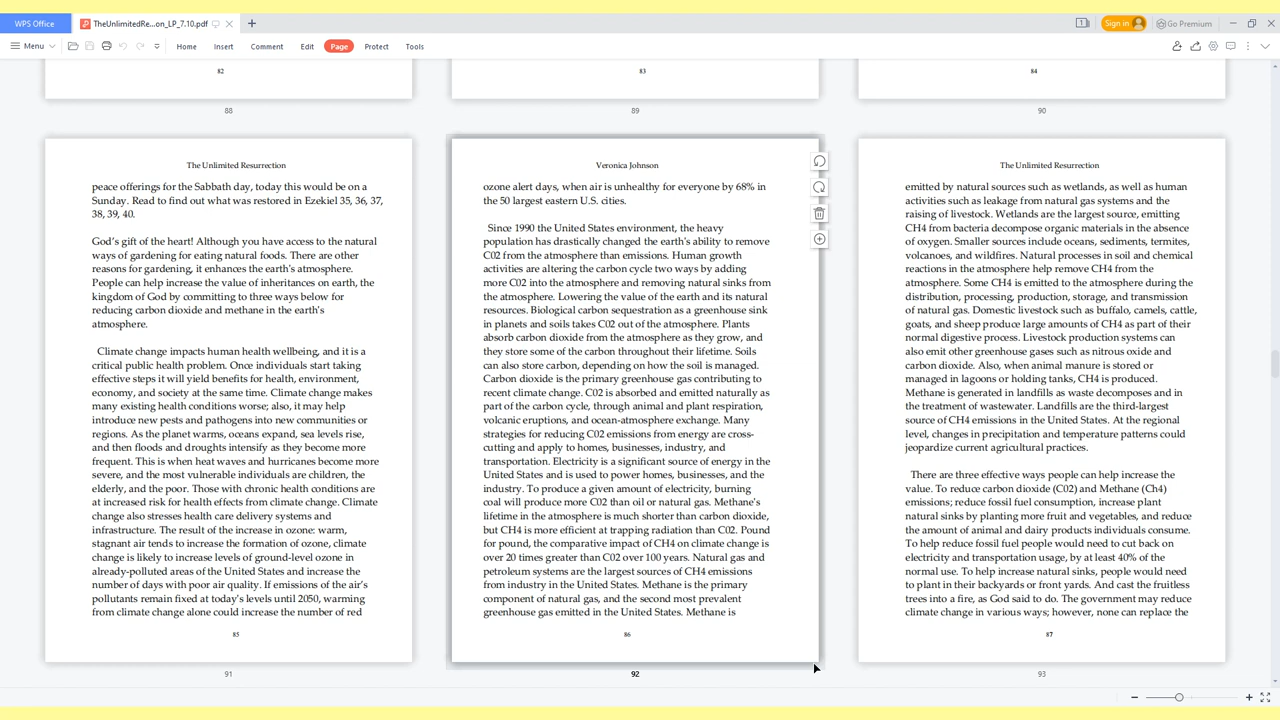 WPS Office
TheUnlimitedRe...on_LP_7.10.pdf
Sign in
Go Premium
Menu
Home
Insert
Comment
Edit
Page
Protect
Tools
82
83
84
88
89
90
The Unlimited Resurrection
peace offerings for the Sabbath day, today this would be on a
Sunday. Read to find out what was restored in Ezekiel 35, 36, 37,
38, 39, 40.
God's gift of the heart! Although you have access to the natural
ways of gardening for eating natural foods. There are other
reasons for gardening, it enhances the earth's atmosphere.
People can help increase the value of inheritances on earth, the
kingdom of God by committing to three ways below for
reducing carbon dioxide and methane in the earth's
atmosphere.
Climate change impacts human health wellbeing, and it is a
critical public health problem. Once individuals start taking
effective steps it will yield benefits for health, environment,
economy, and society at the same time. Climate change makes
many existing health conditions worse; also, it may help
introduce new pests and pathogens into new communities or
regions. As the planet warms, oceans expand, sea levels rise,
and then floods and droughts intensify as they become more
frequent. This is when heat waves and hurricanes become more
severe, and the most vulnerable individuals are children, the
elderly, and the poor. Those with chronic health conditions are
at increased risk for health effects from climate change. Climate
change also stresses health care delivery systems and
infrastructure. The result of the increase in ozone: warm,
stagnant air tends to increase the formation of ozone, climate
change is likely to increase levels of ground-level ozone in
already-polluted areas of the United States and increase the
number of days with poor air quality. If emissions of the air's
pollutants remain fixed at today's levels until 2050, warming
from climate change alone could increase the number of red
85
91
Veronica Johnson
ozone alert days, when air is unhealthy for everyone by 68% in
the 50 largest eastern U.S. cities.
Since 1990 the United States environment, the heavy
population has drastically changed the earth's ability to remove
C02 from the atmosphere than emissions. Human growth
activities are altering the carbon cycle two ways by adding
more C02 into the atmosphere and removing natural sinks from
the atmosphere. Lowering the value of the earth and its natural
resources. Biological carbon sequestration as a greenhouse sink
in planets and soils takes C02 out of the atmosphere. Plants
absorb carbon dioxide from the atmosphere as they grow, and
they store some of the carbon throughout their lifetime. Soils
can also store carbon, depending on how the soil is managed.
Carbon dioxide is the primary greenhouse gas contributing to
recent climate change. C02 is absorbed and emitted naturally as
part of the carbon cycle, through animal and plant respiration,
volcanic eruptions, and ocean-atmosphere exchange. Many
strategies for reducing C02 emissions from energy are cross-
cutting and apply to homes, businesses, industry, and
transportation. Electricity is a significant source of energy in the
United States and is used to power homes, businesses, and the
industry. To produce a given amount of electricity, burning
coal will produce more C02 than oil or natural gas. Methane's
lifetime in the atmosphere is much shorter than carbon dioxide,
but CH4 is more efficient at trapping radiation than C02. Pound
for pound, the comparative impact of CH4 on climate change is
over 20 times greater than C02 over 100 years. Natural gas and
petroleum systems are the largest sources of CH4 emissions
from industry in the United States. Methane is the primary
component of natural gas, and the second most prevalent
greenhouse gas emitted in the United States. Methane is
86
92
The Unlimited Resurrection
emitted by natural sources such as wetlands, as well as human
activities such as leakage from natural gas systems and the
raising of livestock. Wetlands are the largest source, emitting
CH4 from bacteria decompose organic materials in the absence
of oxygen. Smaller sources include oceans, sediments, termites,
volcanoes, and wildfires. Natural processes in soil and chemical
reactions in the atmosphere help remove CH4 from the
atmosphere. Some CH4 is emitted to the atmosphere during the
distribution, processing, production, storage, and transmission
of natural gas. Domestic livestock such as buffalo, camels, cattle,
goats, and sheep produce large amounts of CH4 as part of their
normal digestive process. Livestock production systems can
also emit other greenhouse gases such as nitrous oxide and
carbon dioxide. Also, when animal manure is stored or
managed in lagoons or holding tanks, CH4 is produced.
Methane is generated in landfills as waste decomposes and in
the treatment of wastewater. Landfills are the third-largest
source of CH4 emissions in the United States. At the regional
level, changes in precipitation and temperature patterns could
jeopardize current agricultural practices.
There are three effective ways people can help increase the
value. To reduce carbon dioxide (C02) and Methane (Ch4)
emissions; reduce fossil fuel consumption, increase plant
natural sinks by planting more fruit and vegetables, and reduce
the amount of animal and dairy products individuals consume.
To help reduce fossil fuel people would need to cut back on
electricity and transportation usage, by at least 40% of the
normal use. To help increase natural sinks, people would need
to plant in their backyards or front yards. And cast the fruitless
trees into a fire, as God said to do. The government may reduce
climate change in various ways; however, none can replace the
87
93